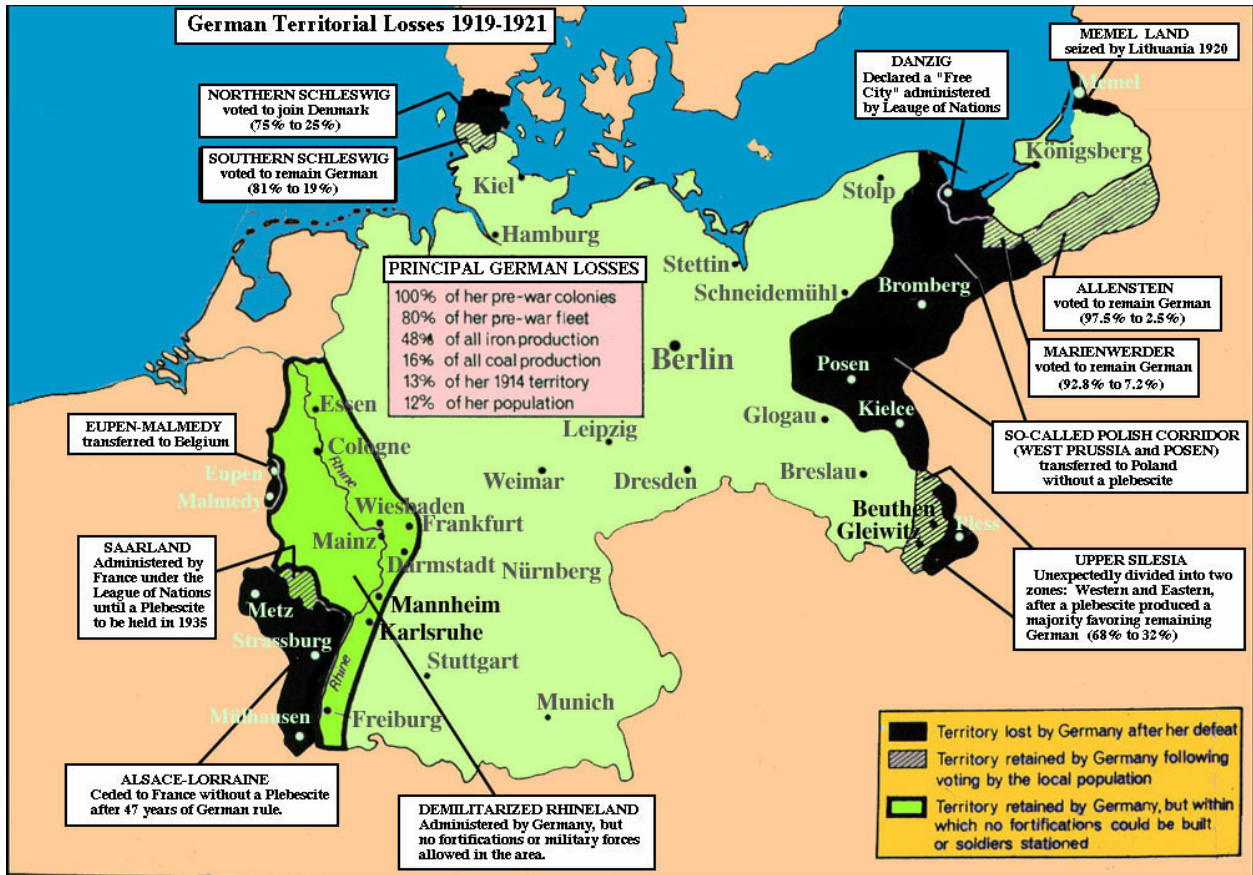 German Territorial Losses 1919-1921
MEMEL LAND
seized by Lithuania 1920
DANZIG
Declared a "Free
City" administered
by Leauge of Nations
Memel
NORTHERN SCHLESWIG
voted to join Denmark
(75% to 25%)
SOUTHERN SCHLESWIG
voted to remain German
(81% to 19%)
Königsberg
Kiel
Stolp
Hamburg
Stettin
Schneidemühl
Bromberg
PRINCIPAL GERMAN LOSSES
100% of her pre-war colonies
80% of her pre-war fleet
48% of all iron production
16% of all coal production
13% of her 1914 territory
12% of her population
ALLENSTEIN
voted to remain German
(97.5% to 2.5%)
MARIENWERDER
voted to remain German
(92.8% to 7.2%)
Berlin
Posen
Kielce
Glogau
Essen
Leipzig
EUPEN-MALMEDY
transferred to Belgium
Cologne
Rhine
Eupen
Malmedy
Weimar
Dresden
Breslau
SO-CALLED POLISH CORRIDOR
(WEST PRUSSIA and POSEN)
transferred to Poland
without a plebiscite
Wiesbaden
Frankfurt
Mainz
Darmstadt
Nürnberg
Beuthen
Gleiwitz
Pless
SAARLAND
Administered by
France under the
League of Nations
until a Plebescite
to be held in 1935
UPPER SILESIA
Unexpectedly divided into two
zones: Western and Eastern,
after a plebiscite produced a
majority favoring remaining
German (68% to 32%)
Metz
Mannheim
Karlsruhe
Strassburg
Stuttgart
Rhine
Mülhausen
Freiburg
Munich
ALSACE-LORRAINE
Ceded to France without a Plebescite
after 47 years of German rule.
DEMILITARIZED RHINELAND
Administered by Germany, but
no fortifications or military forces
allowed in the area.
Territory lost by Germany after her defeat
Territory retained by Germany following
voting by the local population
Territory retained by Germany, but within
which no fortifications could be built
or soldiers stationed